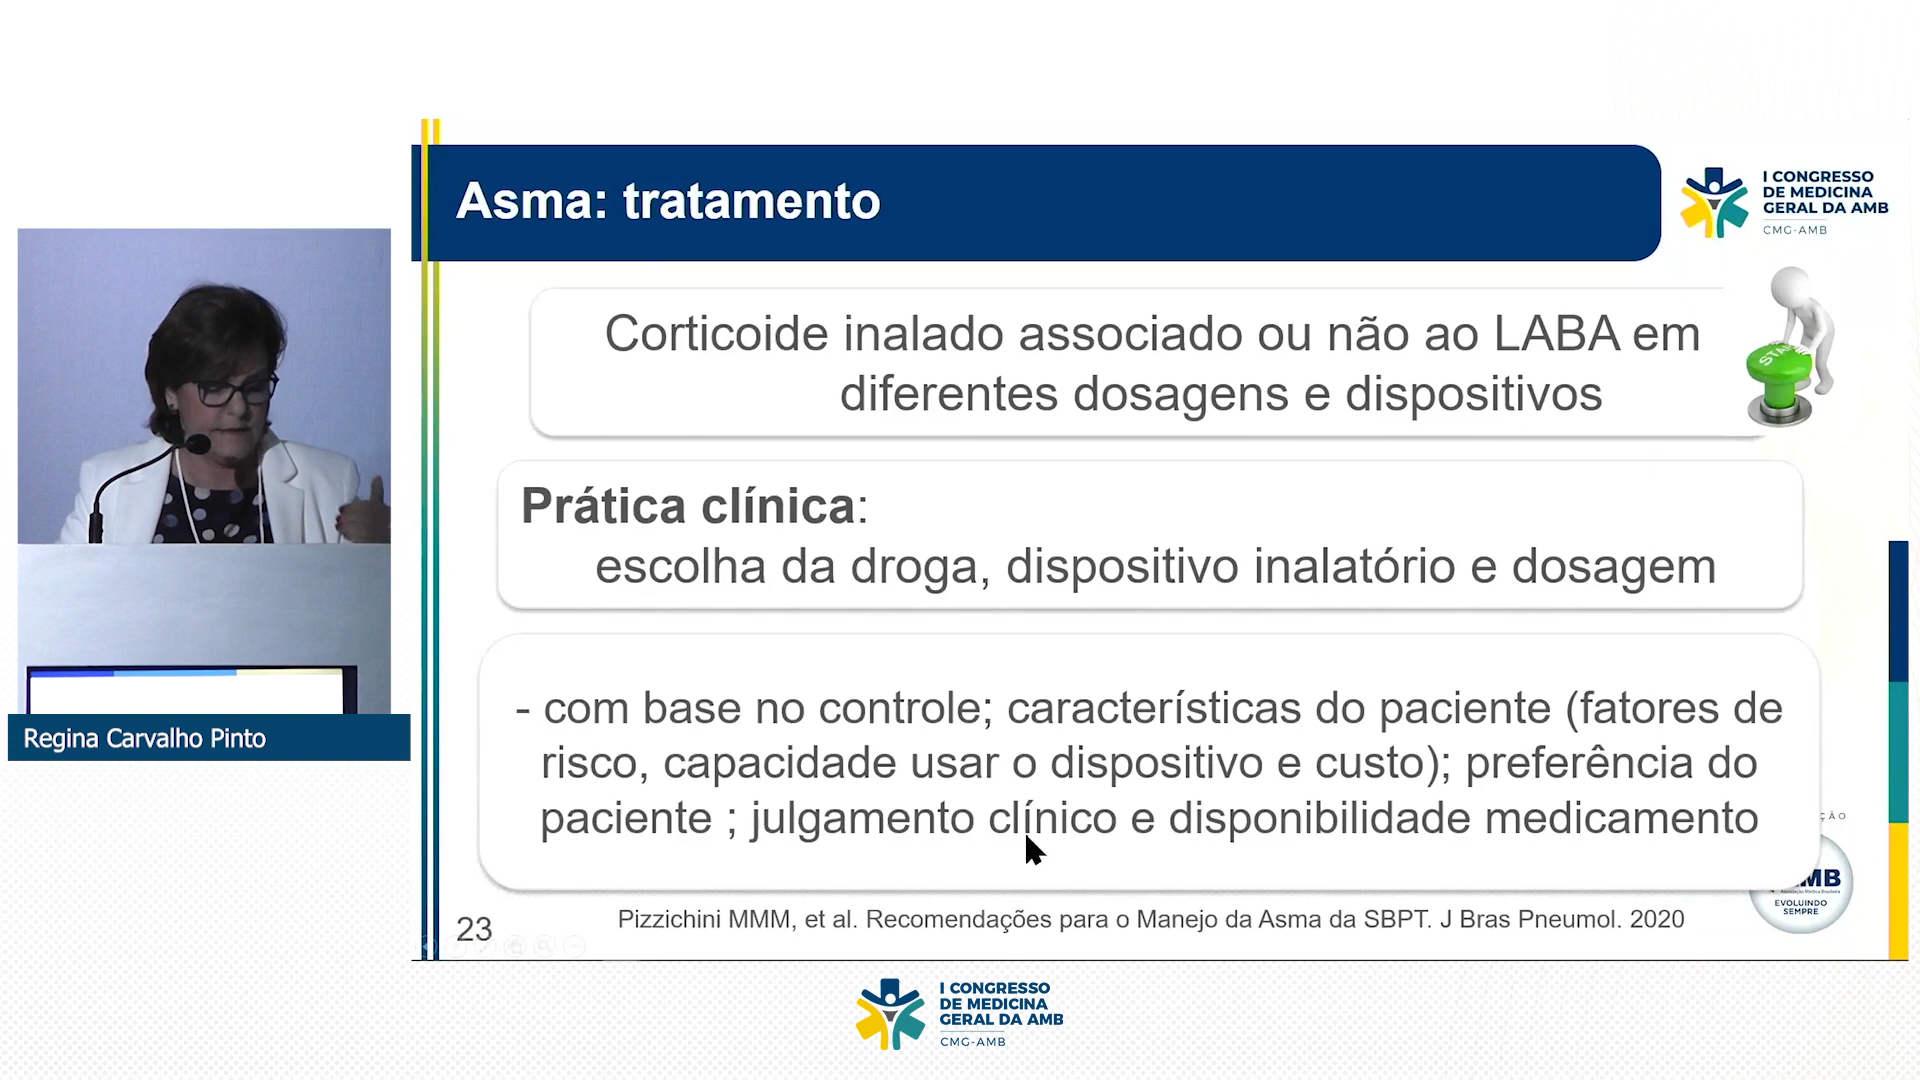 Asma: tratamento
I CONGRESSO
DE MEDICINA
GERAL DA AMB
CMG-AMB
Corticoide inalado associado ou não ao LABA em
diferentes dosagens e dispositivos
Prática clínica:
escolha da droga, dispositivo inalatório e dosagem
- com base no controle; características do paciente (fatores de
risco, capacidade usar o dispositivo e custo); preferência do
paciente ; julgamento clínico e disponibilidade medicamento
Regina Carvalho Pinto
EVOLUINDO
SEMPRE
23
Pizzichini MMM, et al. Recomendações para o Manejo da Asma da SBPT. J Bras Pneumol. 2020
I CONGRESSO
DE MEDICINA
GERAL DA AMB
CMG-AMB